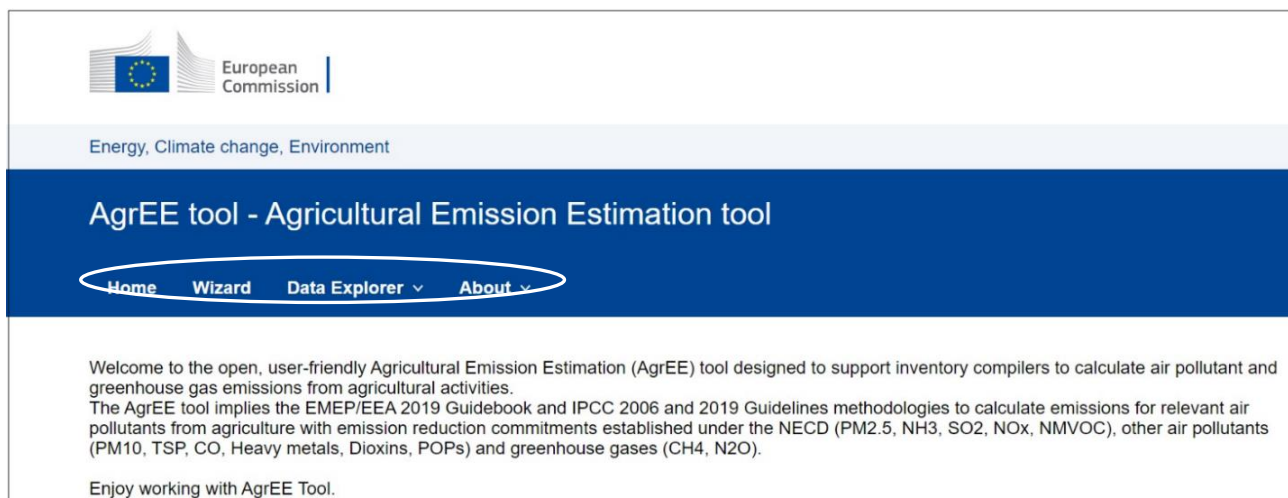 European
Commission
Energy, Climate change, Environment
AgrEE tool - Agricultural Emission Estimation tool
Home Wizard Data Explorer About
Welcome to the open, user-friendly Agricultural Emission Estimation (AgrEE) tool designed to support inventory compilers to calculate air pollutant and
greenhouse gas emissions from agricultural activities.
The AgrEE tool implies the EMEP/EEA 2019 Guidebook and IPCC 2006 and 2019 Guidelines methodologies to calculate emissions for relevant air
pollutants from agriculture with emission reduction commitments established under the NECD (PM2.5, NH3, SO2, NOx, NMVOC), other air pollutants
(PM10, TSP, CO, Heavy metals, Dioxins, POPs) and greenhouse gases (CH4, N2O).
Enjoy working with AgrEE Tool.